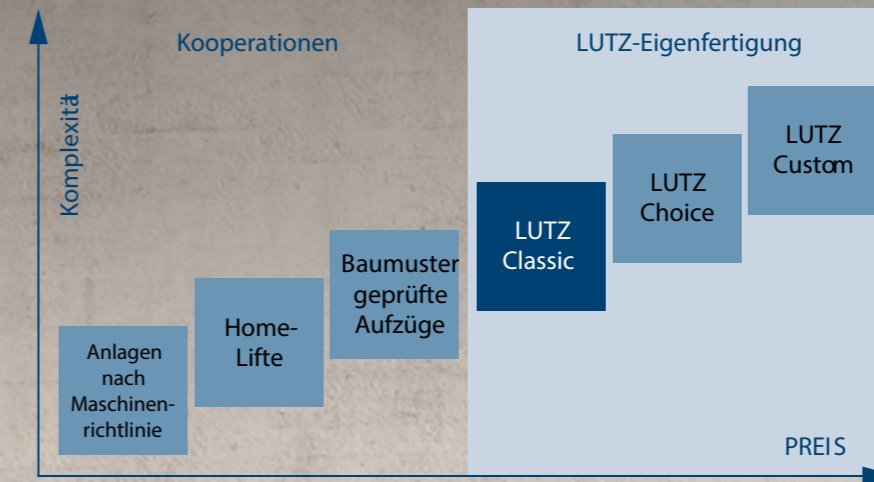 Kooperationen
LUTZ-Eigenfertigung
Komplexität
Anlagen
nach
Maschinen-
richtlinie
Home-
Lifte
Baumuster
geprüfte
Aufzüge
LUTZ
Classic
LUTZ
Choice
LUTZ
Custom
PREIS